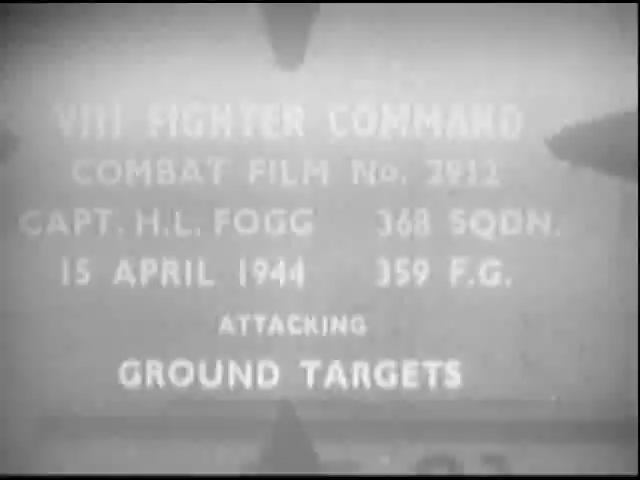 VIII FIGHTER COMMAND
COMBAT FILM No. 2912
CAPT. H.L. FOGG 368 SQDN.
15 APRIL 1944 359 F.G.
ATTACKING
GROUND TARGETS